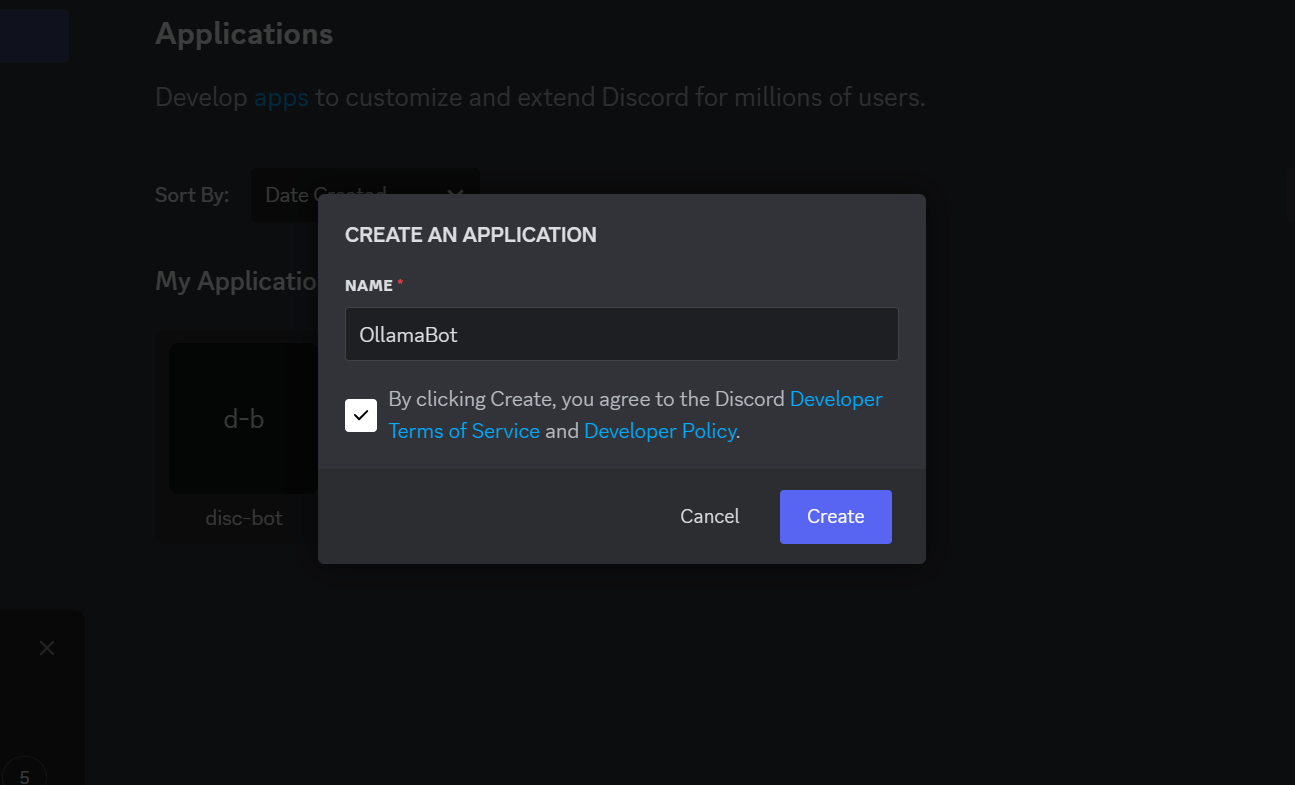 Applications
Develop apps to customize and extend Discord for millions of users.
Sort By:
Date Created
CREATE AN APPLICATION
NAME *
OllamaBot
My Applicatio
By clicking Create, you agree to the Discord Developer
Terms of Service and Developer Policy.
d-b
disc-bot
Cancel
Create
5